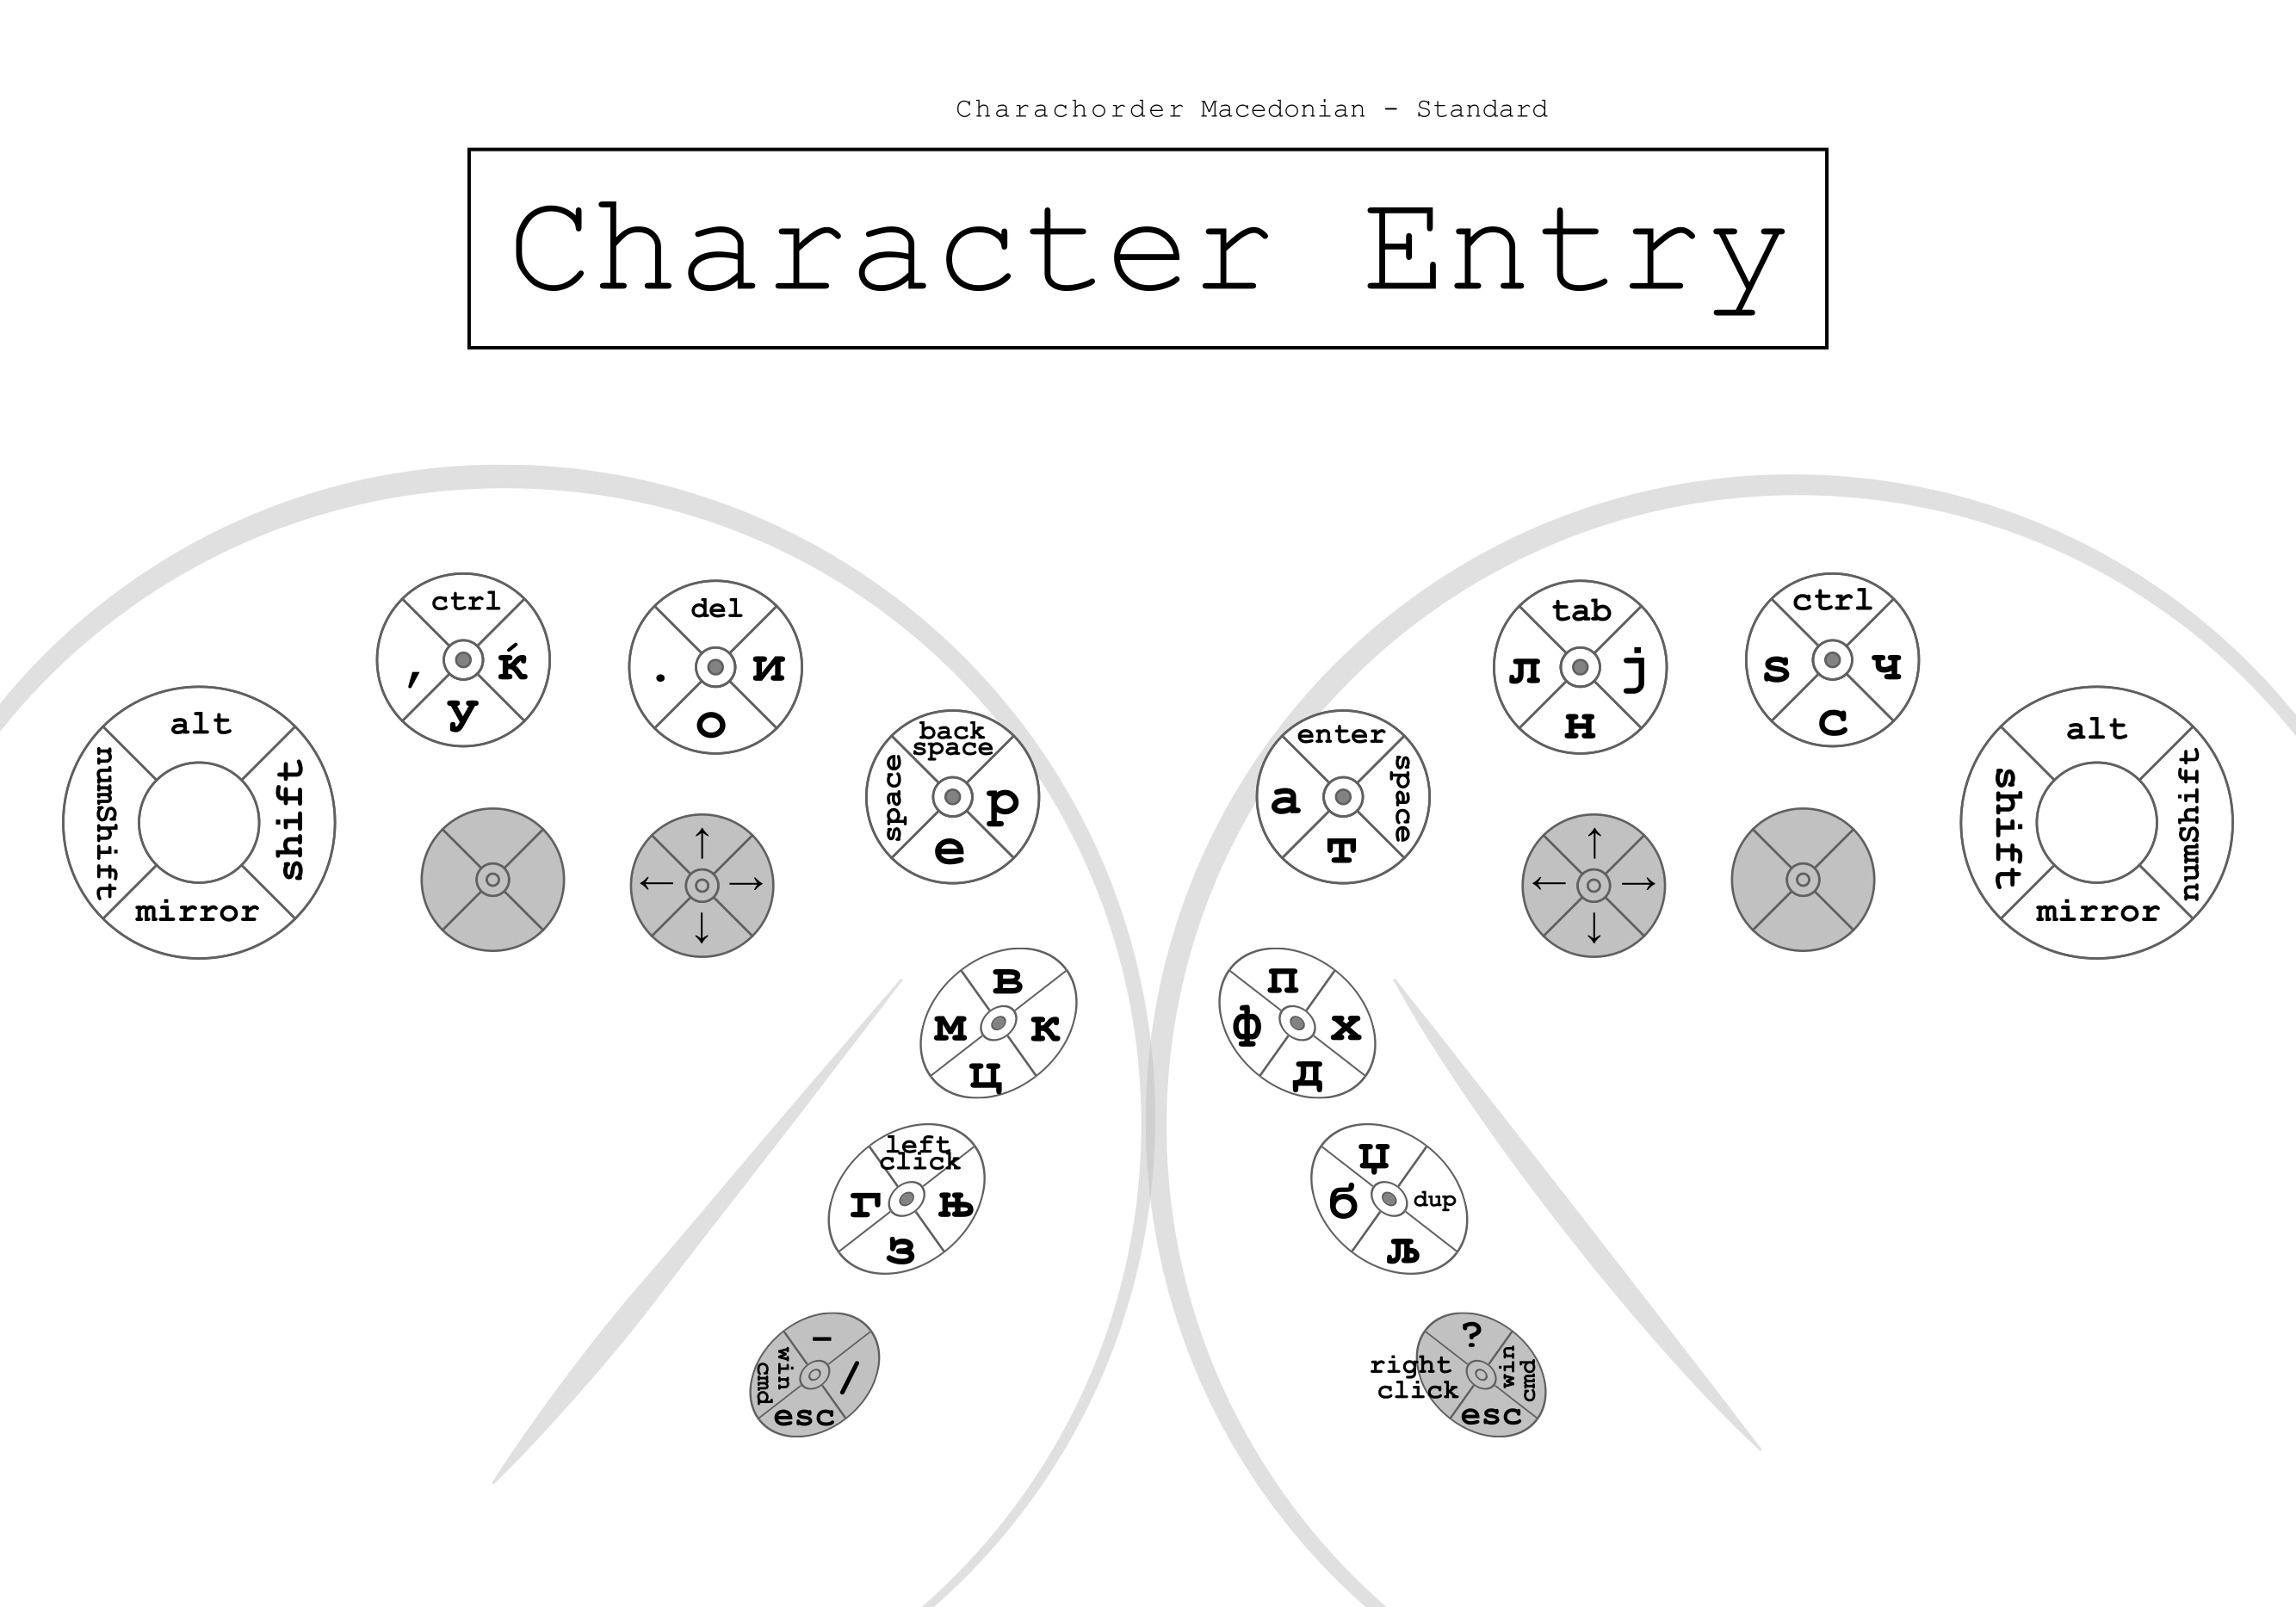 Charachorder Macedonian - Standard
Character Entry
ctrl
, ќ
у
del
. и
о
back
space
space р
е
alt
numShift shift
mirror
↑
← →
↓
в
м к
ц
left
click
г њ
з
-
win
cmd /
esc
enter
а space
т
tab
л ј
н
ctrl
ѕ ч
с
alt
shift numShift
mirror
↑
← →
↓
п
ф х
д
џ
б dup
љ
?
right
click
win
cmd
esc